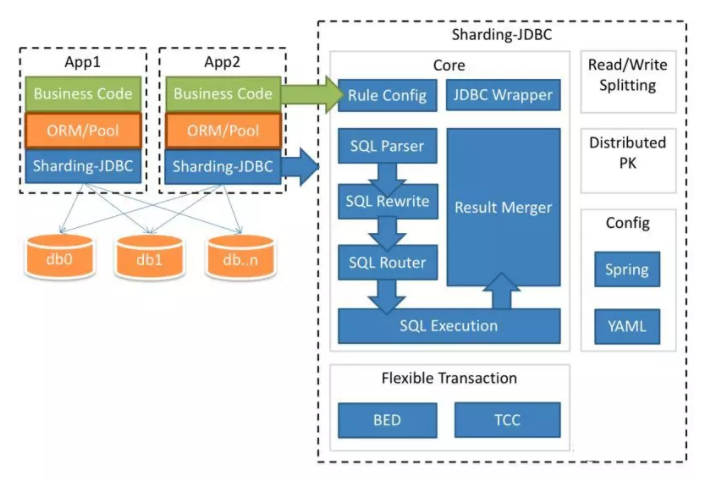 App1
Business Code
ORM/Pool
Sharding-JDBC
App2
Business Code
ORM/Pool
Sharding-JDBC
db0
db1
db..n
Sharding-JDBC
Core
Rule Config
JDBC Wrapper
SQL Parser
SQL Rewrite
SQL Router
Result Merger
SQL Execution
Read/Write
Splitting
Distributed
PK
Config
Spring
YAML
Flexible Transaction
BED
TCC